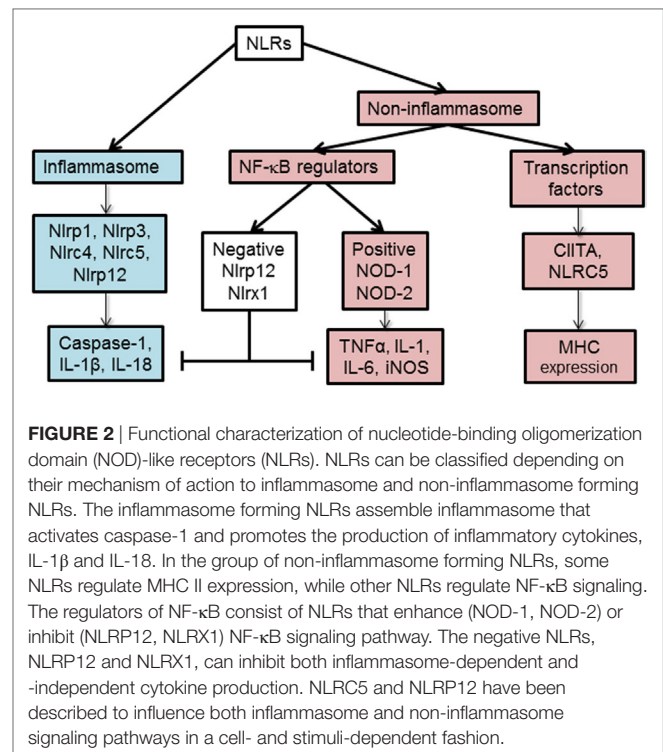 NLRs
Non-inflammasome
Inflammasome
NF-κB regulators
Transcription
factors
Nlrp1, Nlrp3,
Nlrc4, Nlrc5,
Nlrp12
Negative
Nlrp12
Nlrx1
Positive
NOD-1
NOD-2
CIITA,
NLRC5
Caspase-1,
IL-1β, IL-18
TNFα, IL-1,
IL-6, iNOS
MHC
expression
FIGURE 2 | Functional characterization of nucleotide-binding oligomerization
domain (NOD)-like receptors (NLRs). NLRs can be classified depending on
their mechanism of action to inflammasome and non-inflammasome forming
NLRs. The inflammasome forming NLRs assemble inflammasome that
activates caspase-1 and promotes the production of inflammatory cytokines,
IL-1β and IL-18. In the group of non-inflammasome forming NLRs, some
NLRs regulate MHC II expression, while other NLRs regulate NF-κB signaling.
The regulators of NF-κB consist of NLRs that enhance (NOD-1, NOD-2) or
inhibit (NLRP12, NLRX1) NF-κB signaling pathway. The negative NLRs,
NLRP12 and NLRX1, can inhibit both inflammasome-dependent and
-independent cytokine production. NLRC5 and NLRP12 have been
described to influence both inflammasome and non-inflammasome
signaling pathways in a cell- and stimuli-dependent fashion.